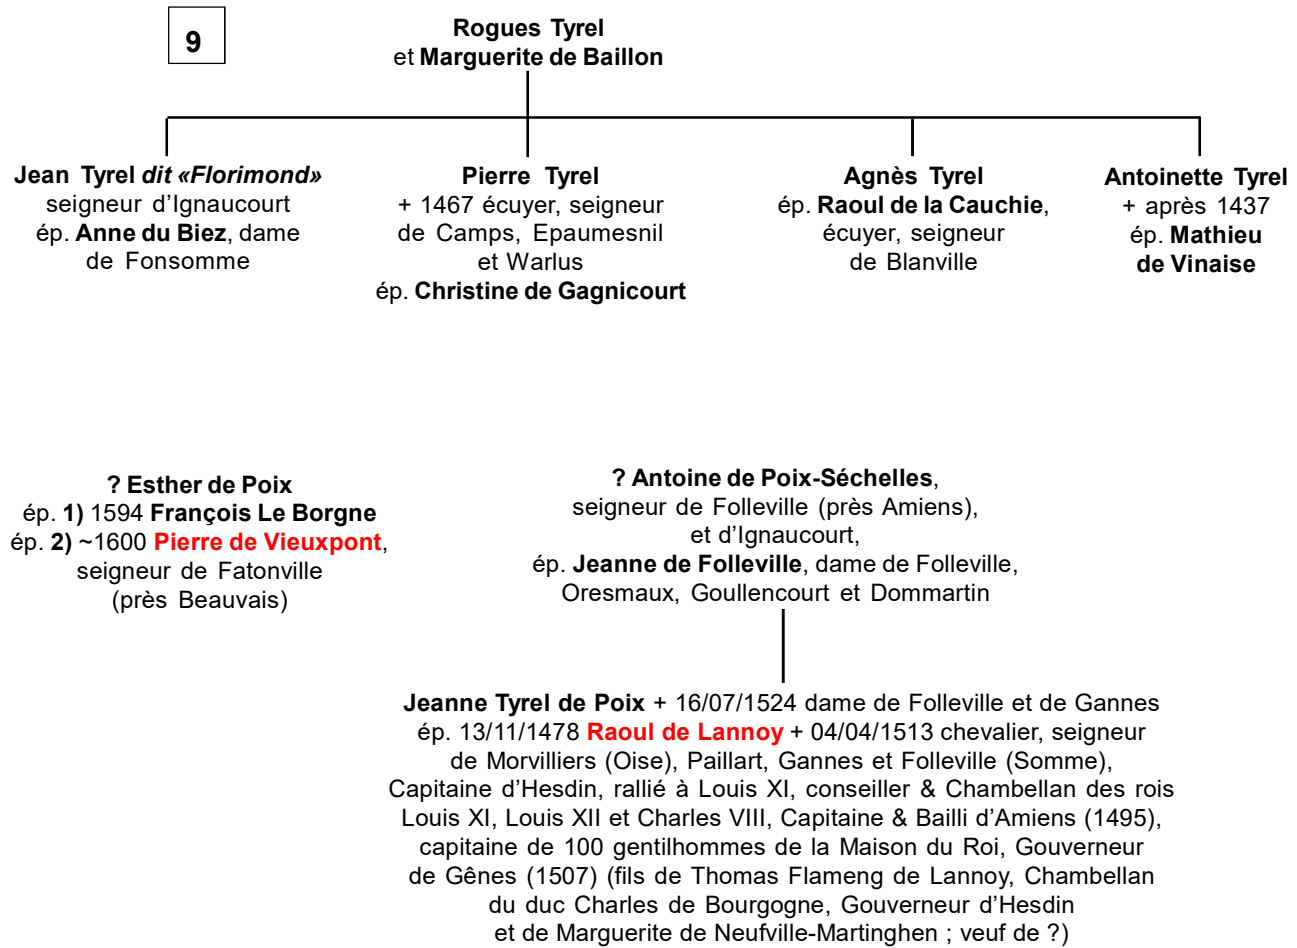 9
Rogues Tyrel
et Marguerite de Baillon
Jean Tyrel dit «Florimond»
seigneur d'Ignaucourt
ép. Anne du Biez, dame
de Fonsomme
Pierre Tyrel
+ 1467 écuyer, seigneur
de Camps, Epaumesnil
et Warlus
ép. Christine de Gagnicourt
Agnès Tyrel
ép. Raoul de la Cauchie,
écuyer, seigneur
de Blanville
Antoinette Tyrel
+ après 1437
ép. Mathieu
de Vinaise
? Esther de Poix
ép. 1) 1594 François Le Borgne
ép. 2) ~1600 Pierre de Vieuxpont,
seigneur de Fatonville
(près Beauvais)
? Antoine de Poix-Séchelles,
seigneur de Folleville (près Amiens),
et d'Ignaucourt,
ép. Jeanne de Folleville, dame de Folleville,
Oresmaux, Goullencourt et Dommartin
Jeanne Tyrel de Poix + 16/07/1524 dame de Folleville et de Gannes
ép. 13/11/1478 Raoul de Lannoy + 04/04/1513 chevalier, seigneur
de Morvilliers (Oise), Paillart, Gannes et Folleville (Somme),
Capitaine d'Hesdin, rallié à Louis XI, conseiller & Chambellan des rois
Louis XI, Louis XII et Charles VIII, Capitaine & Bailli d'Amiens (1495),
capitaine de 100 gentilhommes de la Maison du Roi, Gouverneur
de Gênes (1507) (fils de Thomas Flameng de Lannoy, Chambellan
du duc Charles de Bourgogne, Gouverneur d'Hesdin
et de Marguerite de Neufville-Martinghen ; veuf de ?)